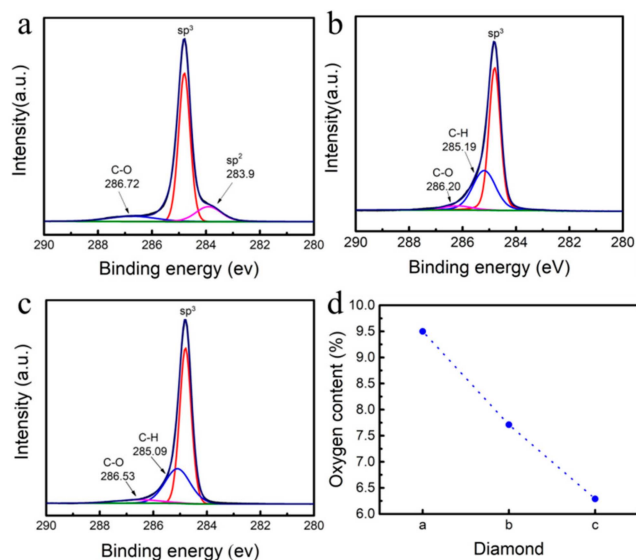 a
sp3
Intensity(a.u.)
C-O
286.72
sp2
283.9
290 288 286 284 282 280
Binding energy (ev)
b
sp3
Intensity(a.u.)
C-H
285.19
C-O
286.20
290 288 286 284 282 280
Binding energy (eV)
c
sp3
Intensity (a.u.)
C-H
285.09
C-O
286.53
290 288 286 284 282 280
Binding energy (ev)
d
10.0
9.5
9.0
8.5
8.0
7.5
7.0
6.5
6.0
Oxygen content (%)
a b c
Diamond